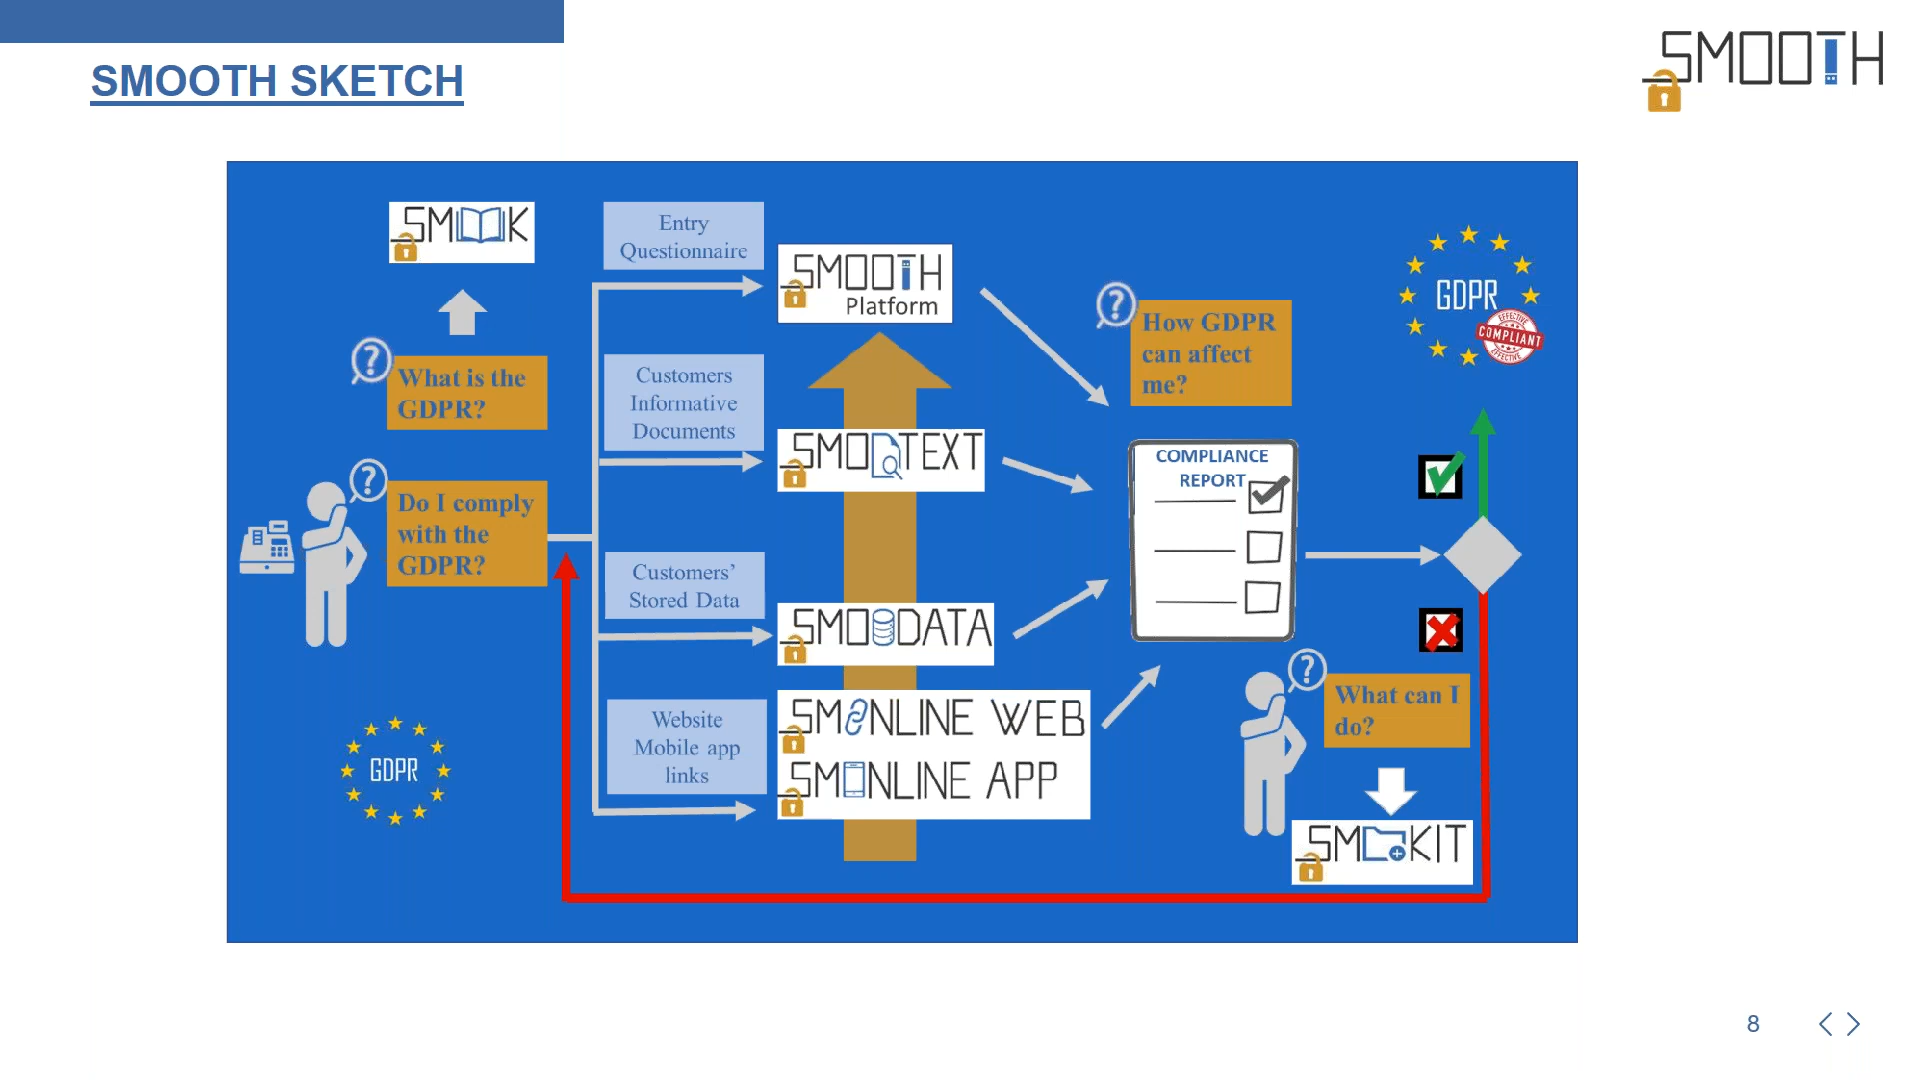 SMOOTH SKETCH
SMOOTH
SMOOK
What is the
GDPR?
Do I comply
with the
GDPR?
GDPR
Entry
Questionnaire
Customers
Informative
Documents
Customers’
Stored Data
Website
Mobile app
links
SMOOTH
Platform
SMOOTEXT
SMOODATA
SMOONLINE WEB
SMOONLINE APP
How GDPR
can affect
me?
COMPLIANCE
REPORT
GDPR
EFFECTIVE
COMPLIANT
EFFECTIVE
What can I
do?
SMOOKIT
8